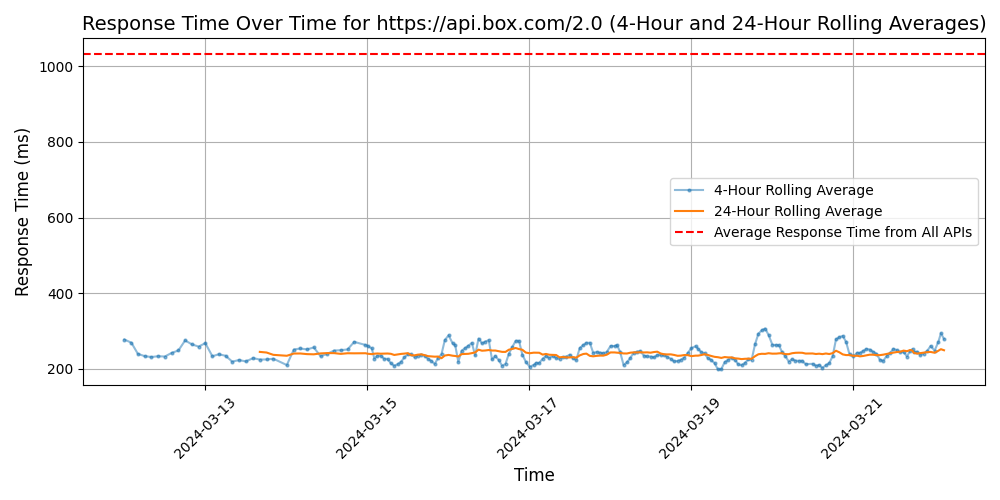 Response Time Over Time for https://api.box.com/2.0 (4-Hour and 24-Hour Rolling Averages)
Response Time (ms)
1000
800
600
400
200
4-Hour Rolling Average
24-Hour Rolling Average
Average Response Time from All APIs
2024-03-13
2024-03-15
2024-03-17
2024-03-19
2024-03-21
Time